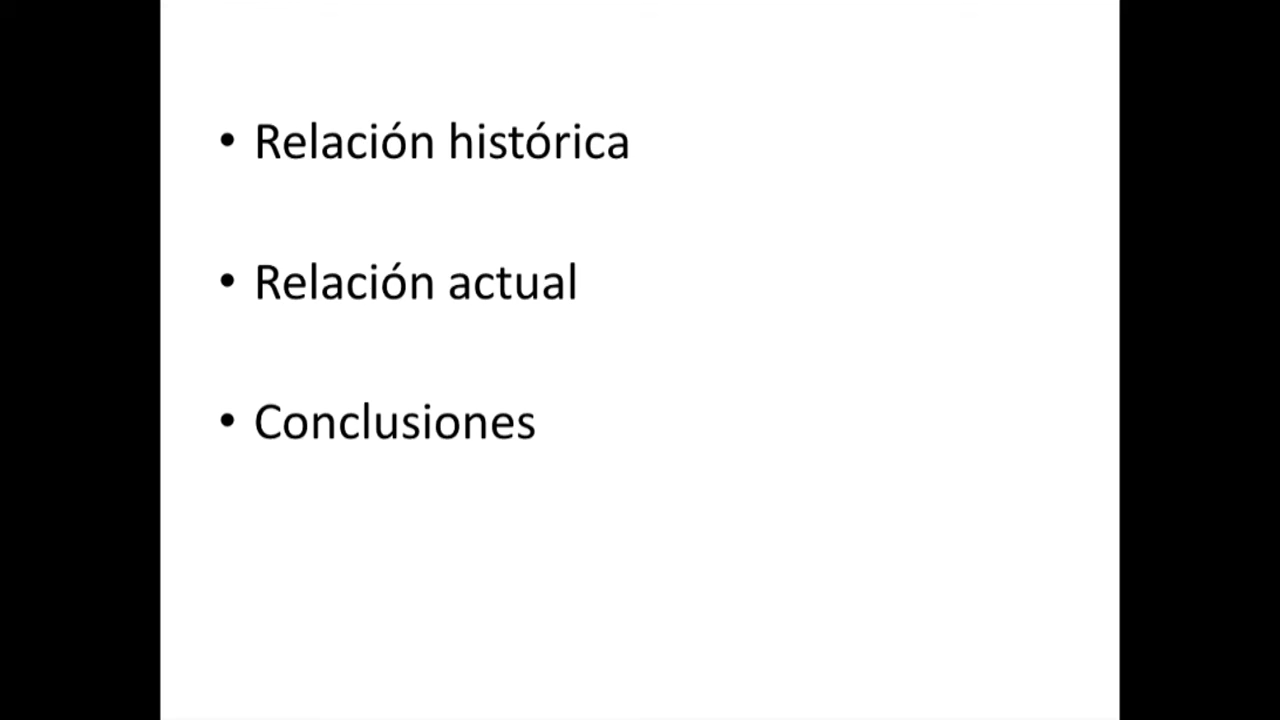 • Relación histórica
• Relación actual
• Conclusiones